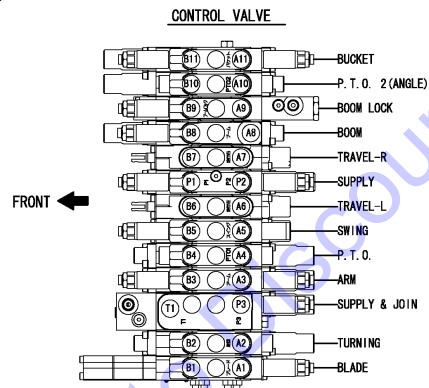 CONTROL VALVE
B11 A11 BUCKET
B10 A10 P.T.O. 2(ANGLE)
B9 A9 BOOM LOCK
B8 A8 BOOM
B7 A7 TRAVEL-R
P1 P2 SUPPLY
FRONT
B6 A6 TRAVEL-L
B5 A5 SWING
B4 A4 P.T.O.
B3 A3 ARM
T1 P3 SUPPLY & JOIN
B2 A2 TURNING
B1 A1 BLADE